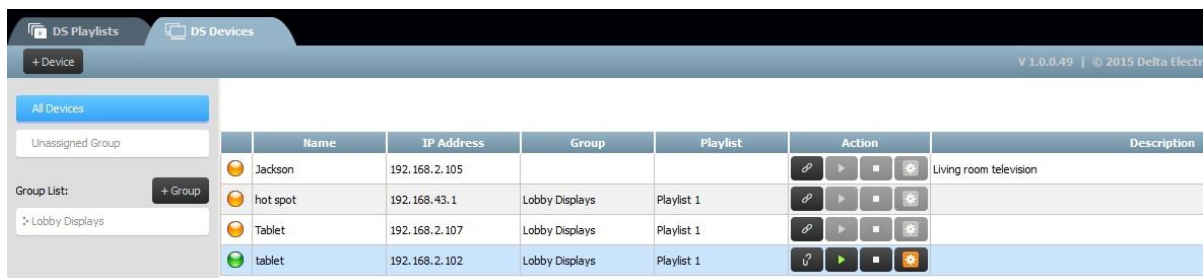 DS Playlists DS Devices
+ Device V 1.0.0.49 | © 2015 Delta Electr
All Devices
Unassigned Group
Group List: + Group
Lobby Displays
Name IP Address Group Playlist Action Description
Jackson 192.168.2.105 Living room television
hot spot 192.168.43.1 Lobby Displays Playlist 1
Tablet 192.168.2.107 Lobby Displays Playlist 1
tablet 192.168.2.102 Lobby Displays Playlist 1